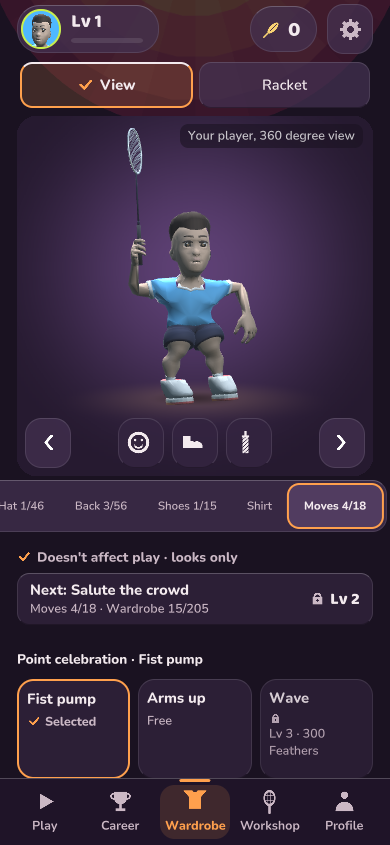 Lv 1
0
View
Racket
Your player, 360 degree view
Hat 1/46
Back 3/56
Shoes 1/15
Shirt
Moves 4/18
Doesn't affect play · looks only
Next: Salute the crowd
Moves 4/18 · Wardrobe 15/205
Lv 2
Point celebration · Fist pump
Fist pump
Selected
Arms up
Free
Wave
Lv 3 · 300
Feathers
Play
Career
Wardrobe
Workshop
Profile